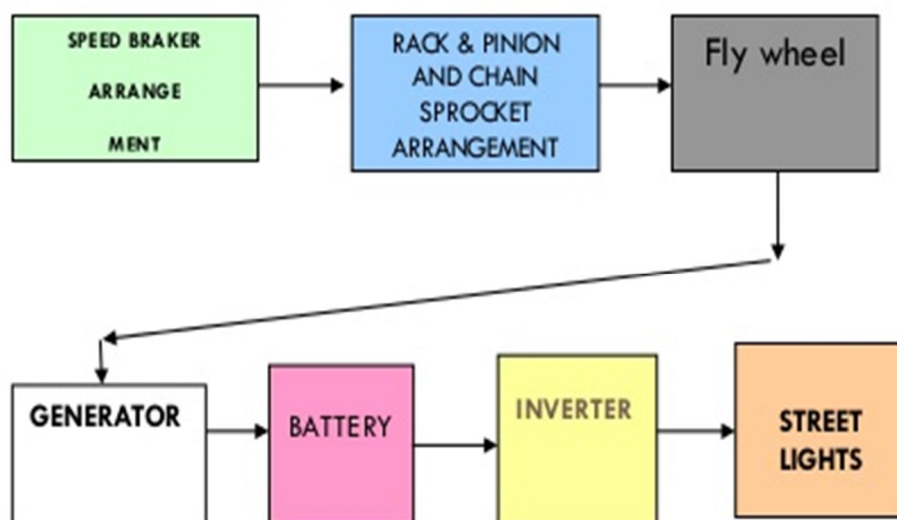 SPEED BRAKER
ARRANGE
MENT
RACK & PINION
AND CHAIN
SPROCKET
ARRANGEMENT
Fly wheel
GENERATOR
BATTERY
INVERTER
STREET
LIGHTS